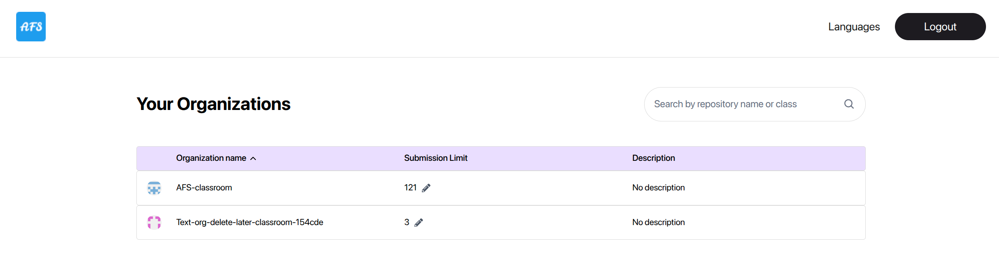 AFS
Languages
Logout
Your Organizations
Search by repository name or class
Organization name
Submission Limit
Description
AFS-classroom
121
No description
Text-org-delete-later-classroom-154cde
3
No description